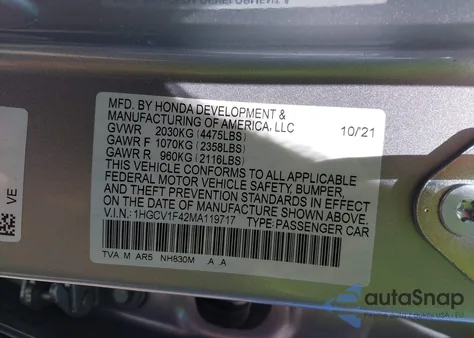 MFD. BY HONDA DEVELOPMENT &
MANUFACTURING OF AMERICA, LLC 10/21
GVWR 2030KG (4475LBS)
GAWR F 1070KG (2358LBS)
GAWR R 960KG (2116LBS)
THIS VEHICLE CONFORMS TO ALL APPLICABLE
FEDERAL MOTOR VEHICLE SAFETY, BUMPER,
AND THEFT PREVENTION STANDARDS IN EFFECT
ON THE DATE OF MANUFACTURE SHOWN ABOVE.
V.I.N.: 1HGCV1F42MA119717 TYPE: PASSENGER CAR
TVA M AR5 NH830M A A
VE
autoSnap